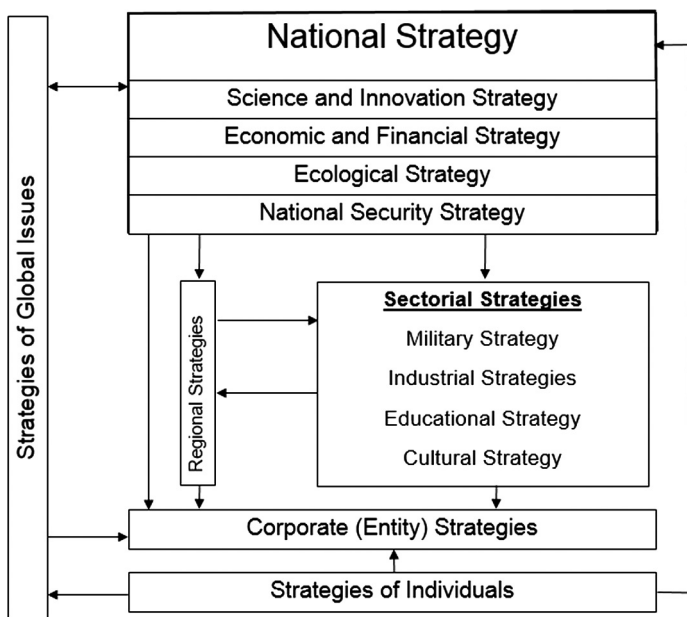 National Strategy
Science and Innovation Strategy
Economic and Financial Strategy
Ecological Strategy
National Security Strategy
Strategies of Global Issues
Regional Strategies
Sectorial Strategies
Military Strategy
Industrial Strategies
Educational Strategy
Cultural Strategy
Corporate (Entity) Strategies
Strategies of Individuals